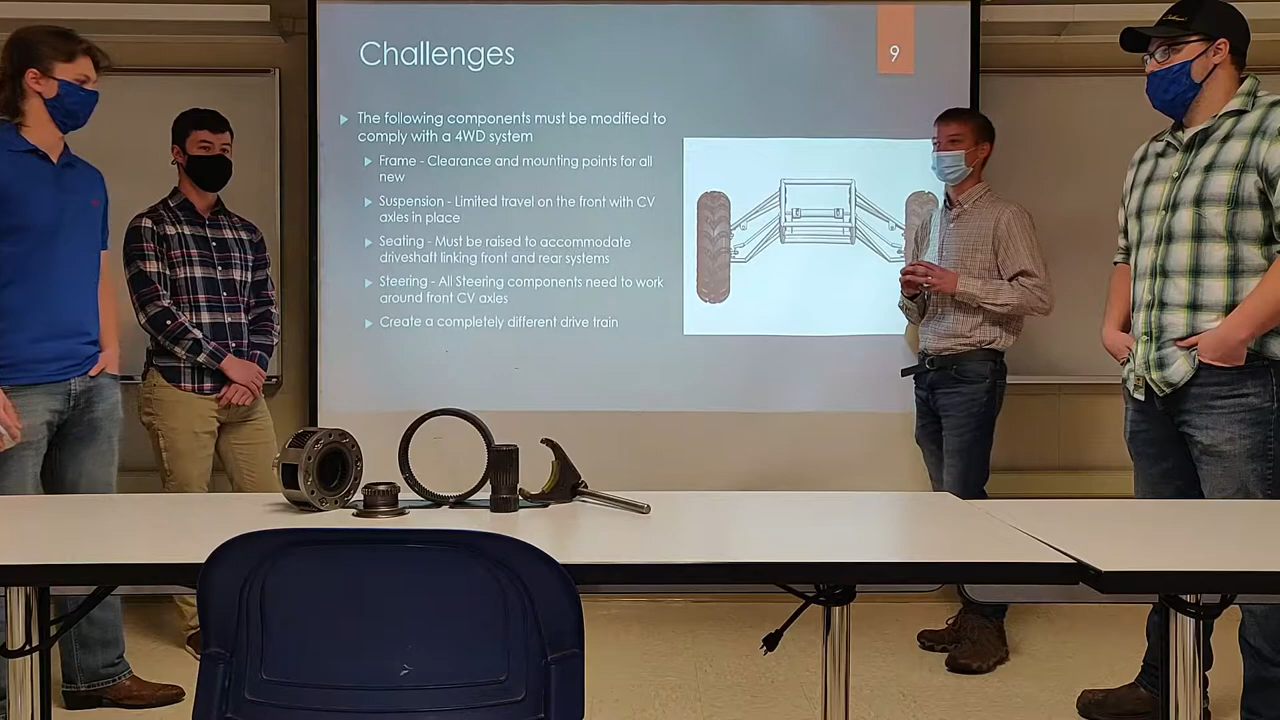 Challenges
9
The following components must be modified to
comply with a 4WD system
Frame - Clearance and mounting points for all
new
Suspension - Limited travel on the front with CV
axles in place
Seating - Must be raised to accommodate
driveshaft linking front and rear systems
Steering - All Steering components need to work
around front CV axles
Create a completely different drive train